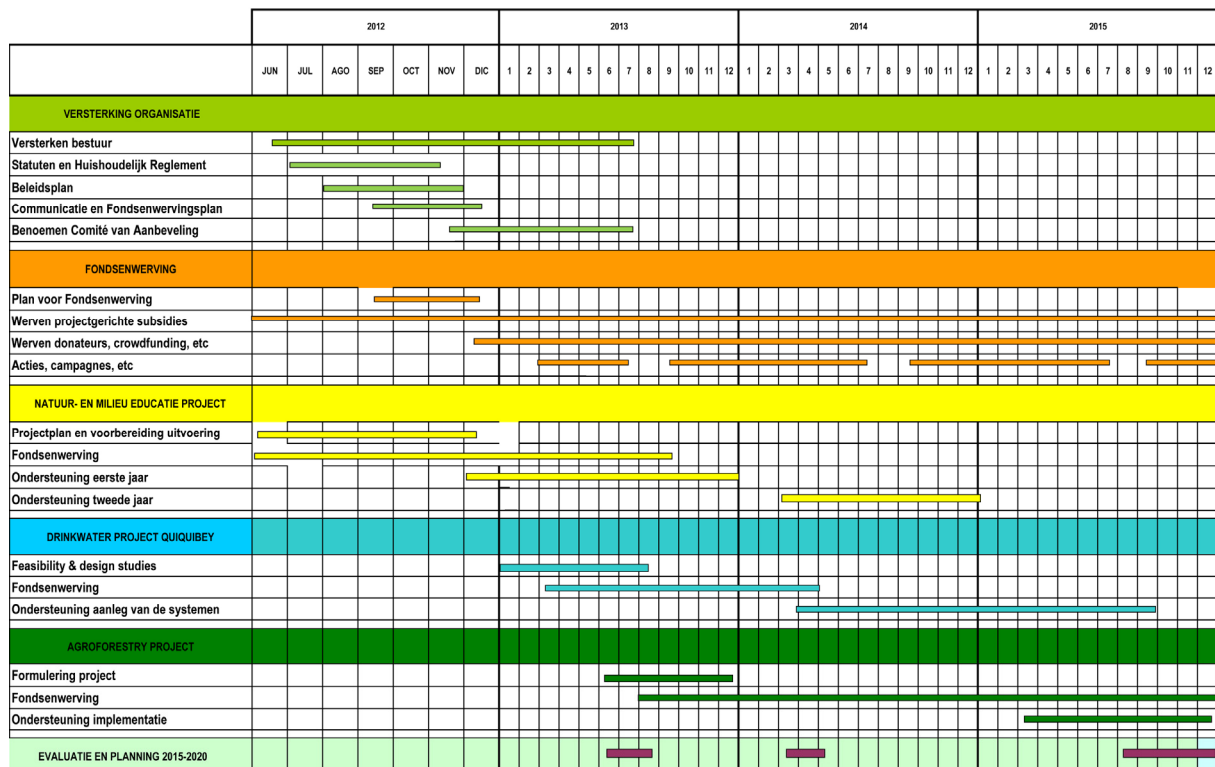 2012 2013 2014 2015
JUN JUL AGO SEP OCT NOV DIC 1 2 3 4 5 6 7 8 9 10 11 12 1 2 3 4 5 6 7 8 9 10 11 12 1 2 3 4 5 6 7 8 9 10 11 12
VERSTERKING ORGANISATIE
Versterken bestuur
Statuten en Huishoudelijk Reglement
Beleidsplan
Communicatie en Fondsenwervingsplan
Benoemen Comité van Aanbeveling
FONDSENWERVING
Plan voor Fondsenwerving
Werven projectgerichte subsidies
Werven donateurs, crowdfunding, etc
Acties, campagnes, etc
NATUUR- EN MILIEU EDUCATIE PROJECT
Projectplan en voorbereiding uitvoering
Fondsenwerving
Ondersteuning eerste jaar
Ondersteuning tweede jaar
DRINKWATER PROJECT QUIQUIBEY
Feasibility & design studies
Fondsenwerving
Ondersteuning aanleg van de systemen
AGROFORESTRY PROJECT
Formulering project
Fondsenwerving
Ondersteuning implementatie
EVALUATIE EN PLANNING 2015-2020